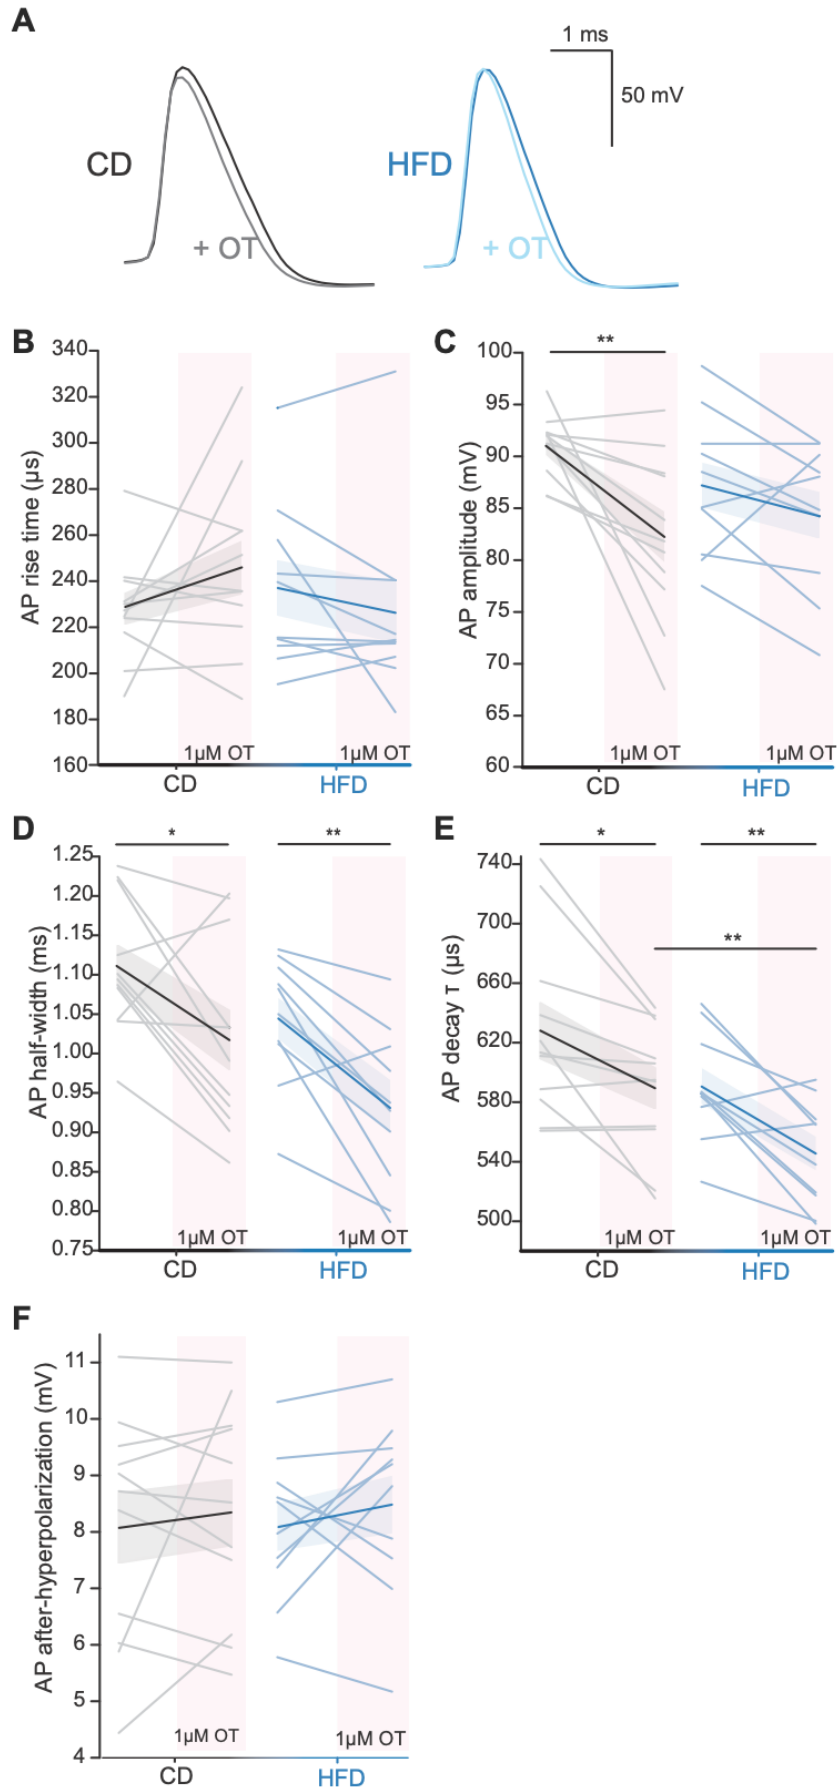 A
1 ms
50 mV
CD
+ OT
HFD
+ OT
B
AP rise time (µs)
340
320
300
280
260
240
220
200
180
160
1µM OT
1µM OT
CD
HFD
C
AP amplitude (mV)
100
95
90
85
80
75
70
65
60
**
1µM OT
1µM OT
CD
HFD
D
AP half-width (ms)
1.25
1.20
1.15
1.10
1.05
1.00
0.95
0.90
0.85
0.80
0.75
*
**
1µM OT
1µM OT
CD
HFD
E
AP decay τ (µs)
740
700
660
620
580
540
500
*
**
**
1µM OT
1µM OT
CD
HFD
F
AP after-hyperpolarization (mV)
11
10
9
8
7
6
5
4
1µM OT
1µM OT
CD
HFD